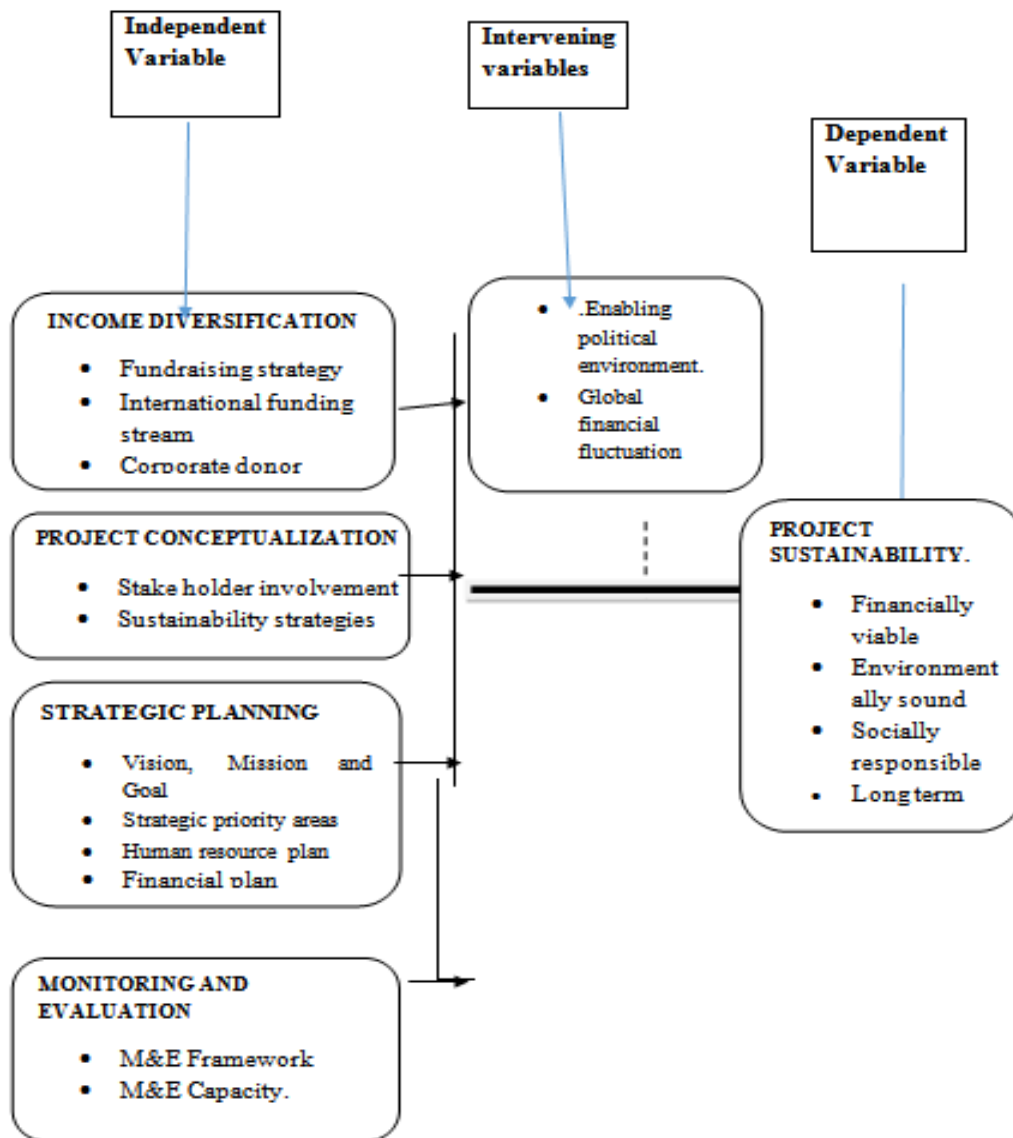 Independent
Variable
Intervening
variables
Dependent
Variable
INCOME DIVERSIFICATION
• Fundraising strategy
• International funding
stream
• Corporate donor
• .Enabling
political
environment.
• Global
financial
fluctuation
PROJECT CONCEPTUALIZATION
• Stake holder involvement
• Sustainability strategies
PROJECT
SUSTAINABILITY.
• Financially
viable
• Environment
ally sound
• Socially
responsible
• Long term
STRATEGIC PLANNING
• Vision, Mission and
Goal
• Strategic priority areas
• Human resource plan
• Financial plan
MONITORING AND
EVALUATION
• M&E Framework
• M&E Capacity.